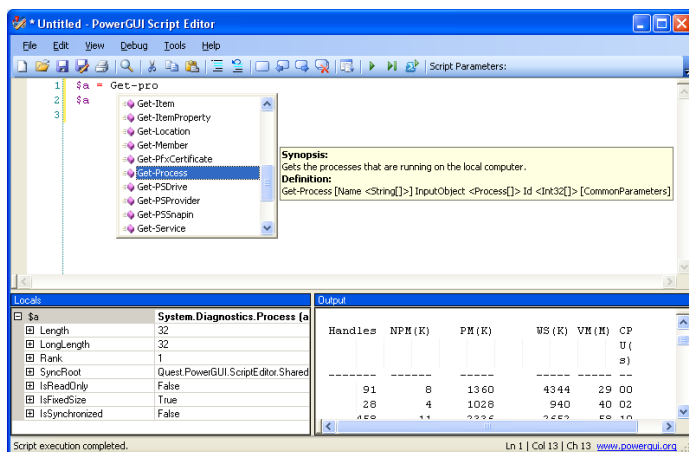 * Untitled - PowerGUI Script Editor
File Edit View Debug Tools Help
Script Parameters:
1 $a = Get-pro
2 $a
3
Get-Item
Get-ItemProperty
Get-Location
Get-Member
Get-PfxCertificate
Get-Process
Get-PSDrive
Get-PSProvider
Get-PSSnapin
Get-Service
Synopsis:
Gets the processes that are running on the local computer.
Definition:
Get-Process [Name <String[]>] InputObject <Process[]> Id <Int32[]> [CommonParameters]
Locals
$a System.Diagnostics.Process (a
Length 32
LongLength 32
Rank 1
SyncRoot Quest.PowerGUI.ScriptEditor.Shared
IsReadOnly False
IsFixedSize True
IsSynchronized False
Output
Handles NPM(K) PM(K) WS(K) VM(M) CP
U(
s)
------- ------ ----- ----- ----- --
91 8 1360 4344 29 00
28 4 1028 940 40 02
Script execution completed.
Ln 1 | Col 13 | Ch 13 www.powergui.org